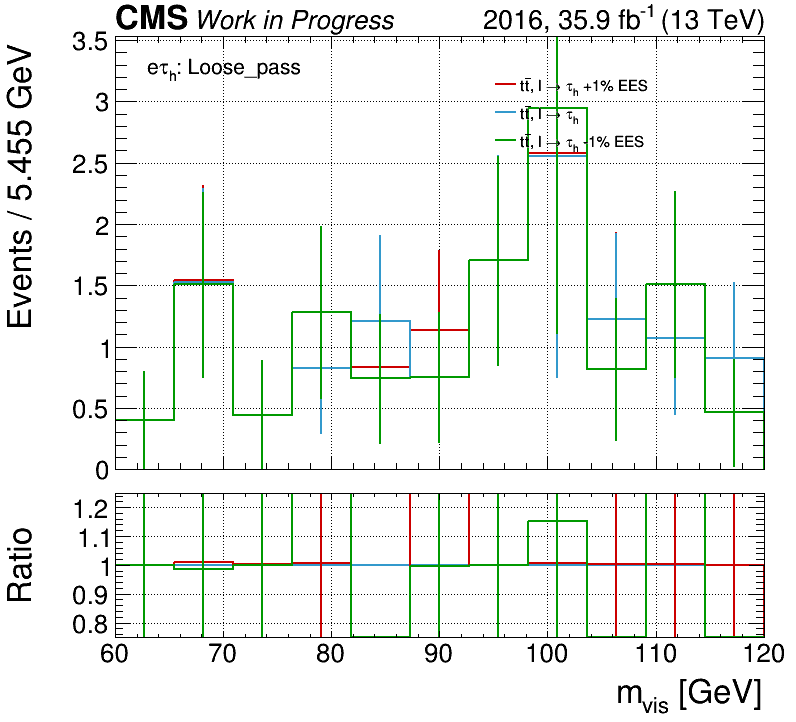 CMS Work in Progress 2016, 35.9 fb⁻¹ (13 TeV)
eτₕ: Loose_pass
tt̄, l → τₕ +1% EES
tt̄, l → τₕ
tt̄, l → τₕ -1% EES
Events / 5.455 GeV
3.5
3
2.5
2
1.5
1
0.5
0
Ratio
1.2
1.1
1
0.9
0.8
60 70 80 90 100 110 120
m_vis [GeV]